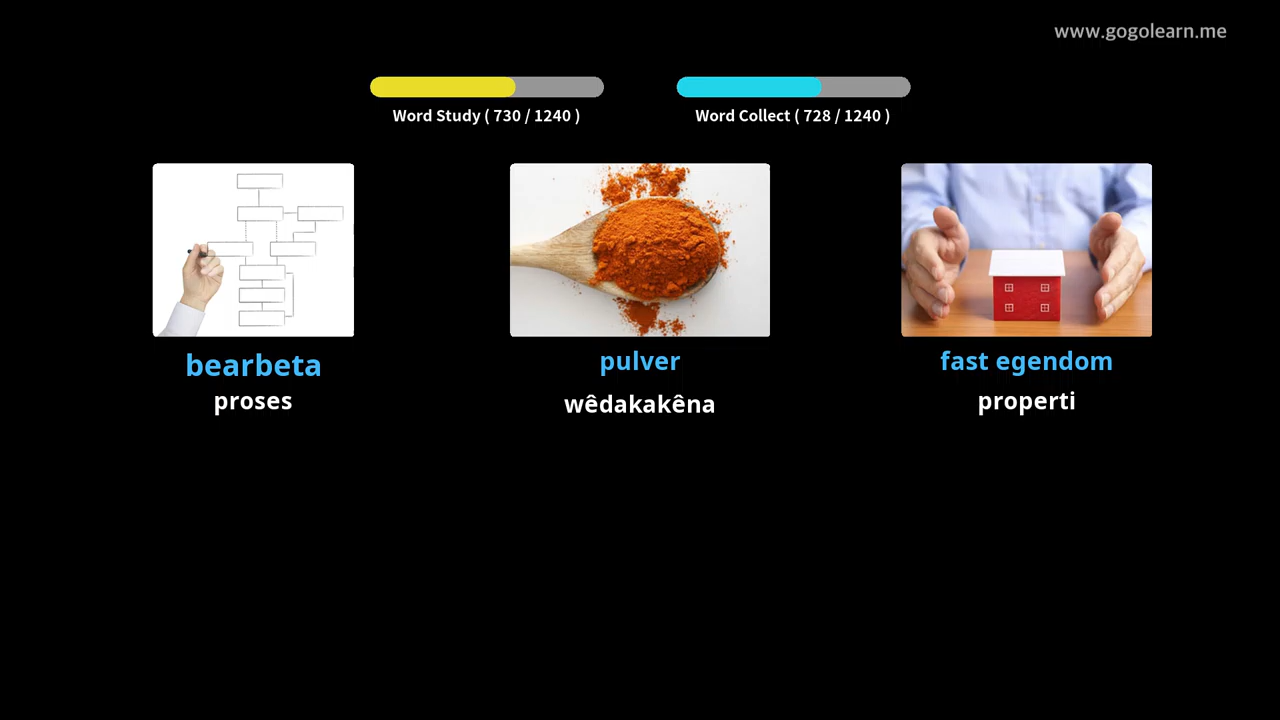 www.gogolearn.me
Word Study ( 730 / 1240 )
Word Collect ( 728 / 1240 )
bearbeta
pulver
fast egendom
proses
wêdakakêna
properti